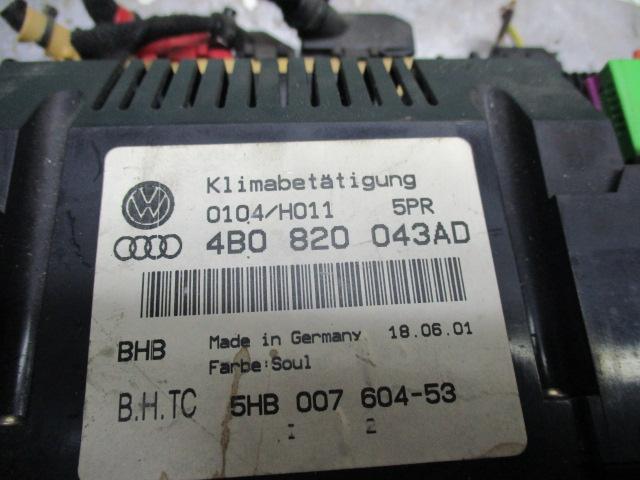 Klimabetätigung
0104/H011 5PR
4B0 820 043AD
BHB Made in Germany 18.06.01
Farbe:Soul
B.H.TC 5HB 007 604-53
I 2